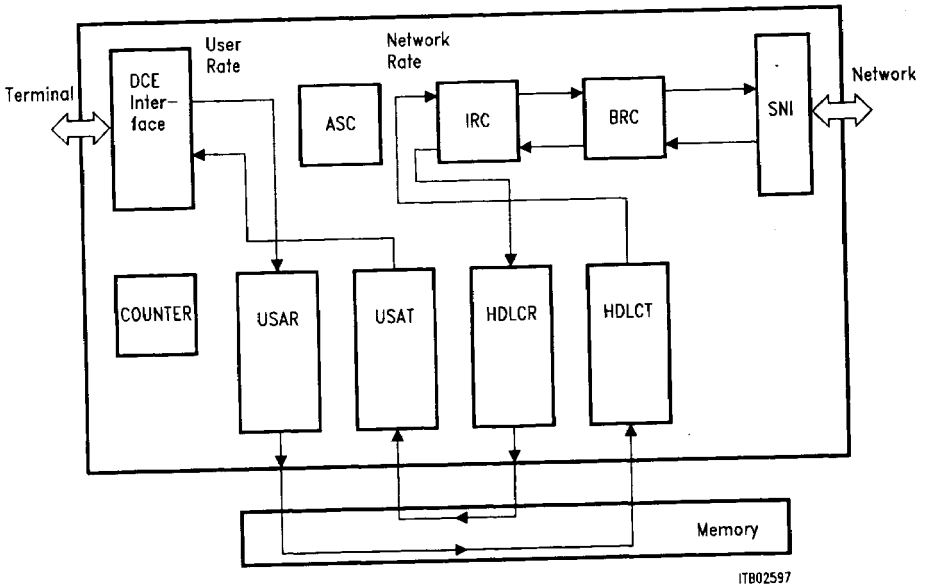 User
Rate
Network
Rate
Terminal
DCE
Inter-
face
ASC
IRC
BRC
SNI
Network
COUNTER
USAR
USAT
HDLCR
HDLCT
Memory
ITB02597